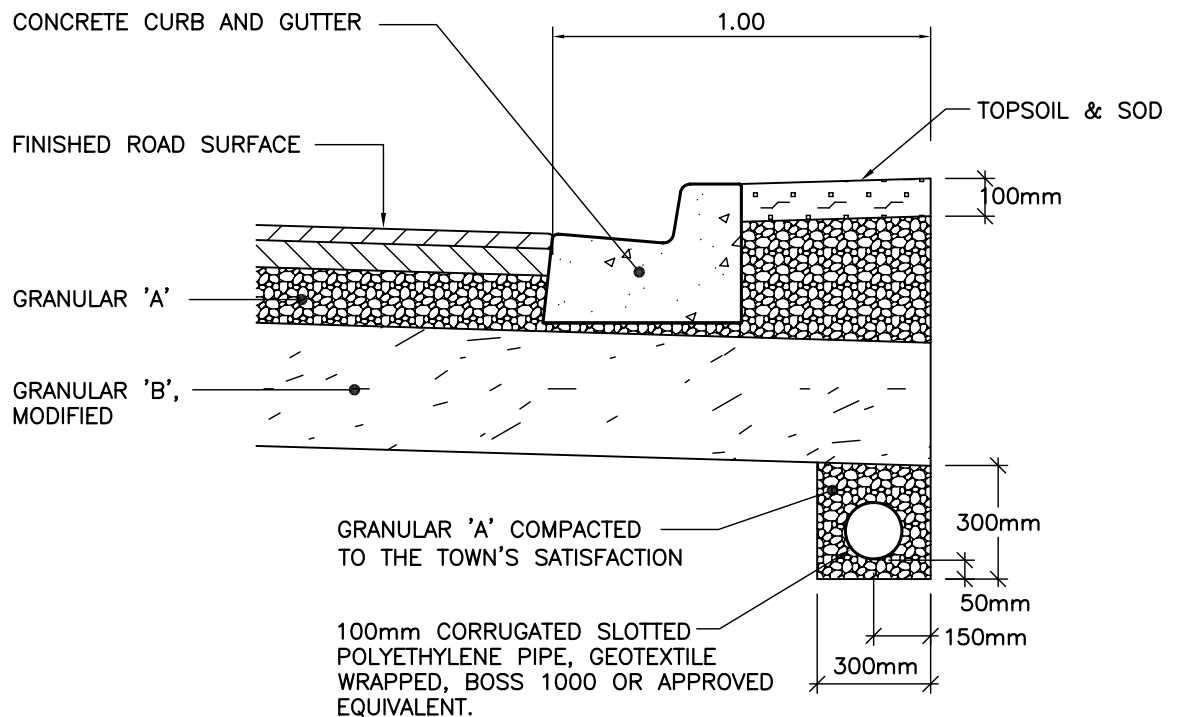 CONCRETE CURB AND GUTTER
1.00
TOPSOIL & SOD
FINISHED ROAD SURFACE
100mm
GRANULAR 'A'
GRANULAR 'B',
MODIFIED
GRANULAR 'A' COMPACTED
TO THE TOWN'S SATISFACTION
300mm
50mm
150mm
300mm
100mm CORRUGATED SLOTTED
POLYETHYLENE PIPE, GEOTEXTILE
WRAPPED, BOSS 1000 OR APPROVED
EQUIVALENT.